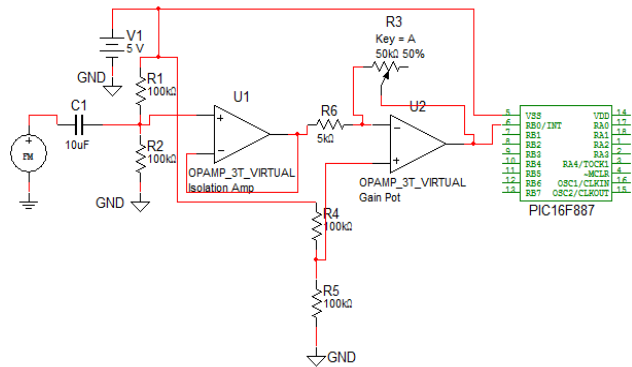 V1
5 V
GND
R1
100kΩ
C1
10uF
FM
R2
100kΩ
GND
U1
OPAMP_3T_VIRTUAL
Isolation Amp
R6
5kΩ
R3
Key = A
50kΩ 50%
U2
OPAMP_3T_VIRTUAL
Gain Pot
R4
100kΩ
R5
100kΩ
GND
5 VSS VDD 14
6 RB0/INT RA0 17
7 RB1 RA1 18
8 RB2 RA2 1
9 RB3 RA3 2
10 RB4 RA4/TOCK1 3
11 RB5 ~MCLR 4
12 RB6 OSC1/CLKIN 16
13 RB7 OSC2/CLKOUT 15
PIC16F887